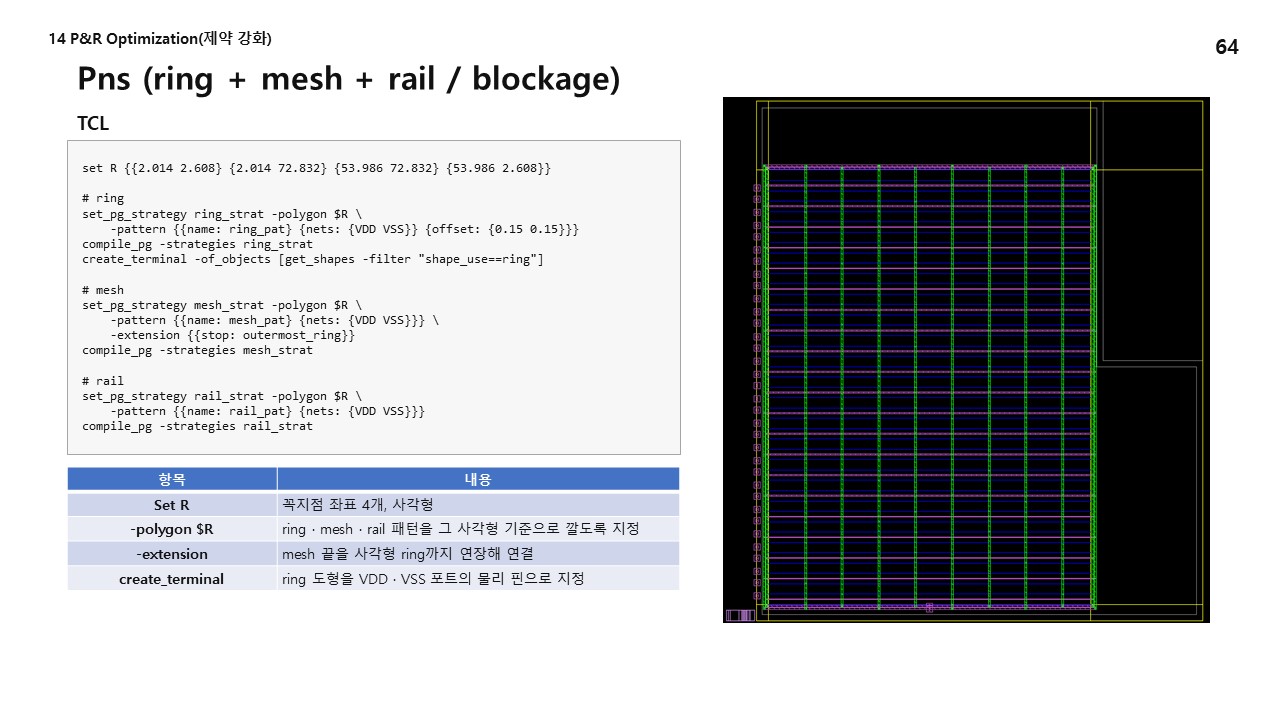 14 P&R Optimization(제약 강화)
64
Pns (ring + mesh + rail / blockage)
TCL
set R {{2.014 2.608} {2.014 72.832} {53.986 72.832} {53.986 2.608}}
# ring
set_pg_strategy ring_strat -polygon $R \
    -pattern {{name: ring_pat} {nets: {VDD VSS}} {offset: {0.15 0.15}}}
compile_pg -strategies ring_strat
create_terminal -of_objects [get_shapes -filter "shape_use==ring"]
# mesh
set_pg_strategy mesh_strat -polygon $R \
    -pattern {{name: mesh_pat} {nets: {VDD VSS}}} \
    -extension {{stop: outermost_ring}}
compile_pg -strategies mesh_strat
# rail
set_pg_strategy rail_strat -polygon $R \
    -pattern {{name: rail_pat} {nets: {VDD VSS}}}
compile_pg -strategies rail_strat
항목 내용
Set R 꼭지점 좌표 4개, 사각형
-polygon $R ring · mesh · rail 패턴을 그 사각형 기준으로 깔도록 지정
-extension mesh 끝을 사각형 ring까지 연장해 연결
create_terminal ring 도형을 VDD · VSS 포트의 물리 핀으로 지정